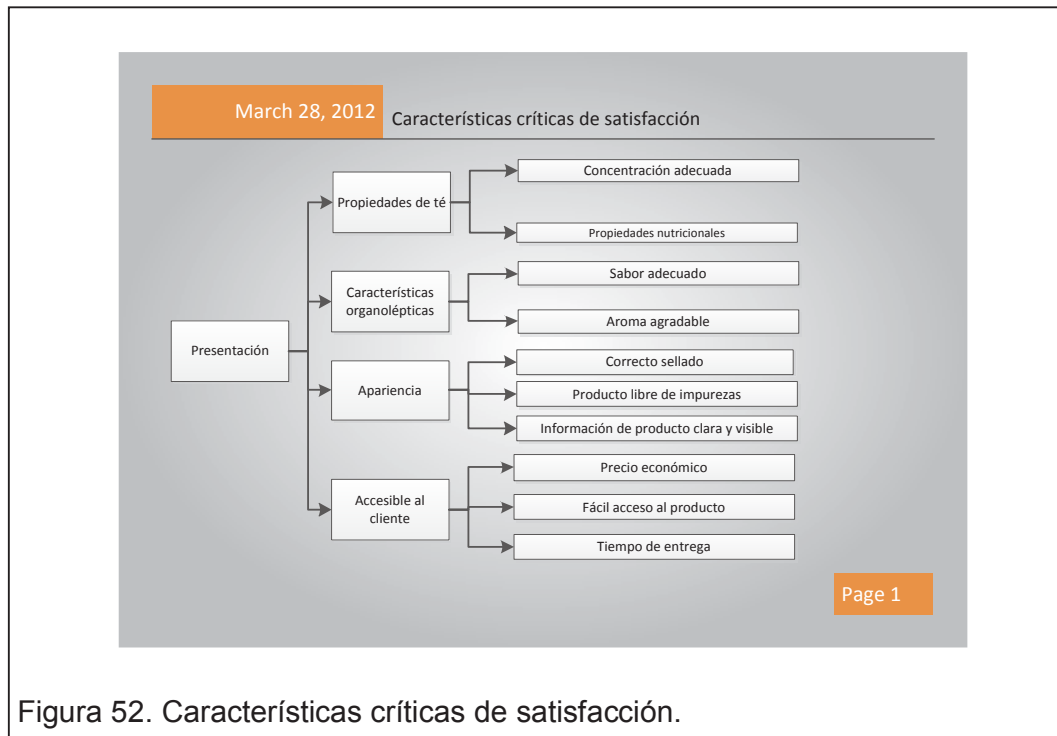 March 28, 2012
Características críticas de satisfacción
Presentación
Propiedades de té
Concentración adecuada
Propiedades nutricionales
Características
organolépticas
Sabor adecuado
Aroma agradable
Apariencia
Correcto sellado
Producto libre de impurezas
Información de producto clara y visible
Accesible al
cliente
Precio económico
Fácil acceso al producto
Tiempo de entrega
Page 1
Figura 52. Características críticas de satisfacción.